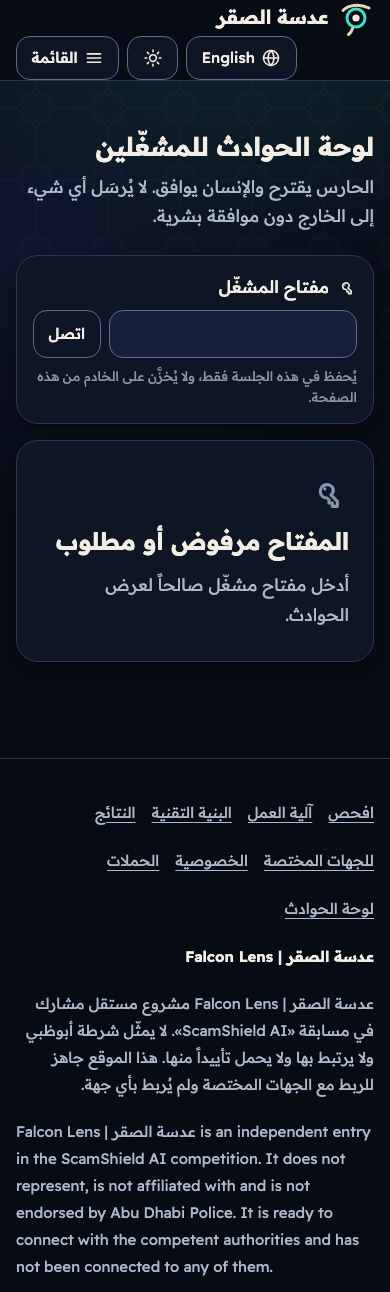 عدسة الصقر
English
القائمة
لوحة الحوادث للمشغّلين
الحارس يقترح والإنسان يوافق. لا يُرسَل أي شيء
إلى الخارج دون موافقة بشرية.
مفتاح المشغّل
اتصل
يُحفظ في هذه الجلسة فقط، ولا يُخزَّن على الخادم من هذه
الصفحة.
المفتاح مرفوض أو مطلوب
أدخل مفتاح مشغّل صالحاً لعرض
الحوادث.
افحص آلية العمل البنية التقنية النتائج
للجهات المختصة الخصوصية الحملات
لوحة الحوادث
عدسة الصقر | Falcon Lens
عدسة الصقر | Falcon Lens مشروع مستقل مشارك
في مسابقة «ScamShield AI». لا يمثّل شرطة أبوظبي
ولا يرتبط بها ولا يحمل تأييداً منها. هذا الموقع جاهز
للربط مع الجهات المختصة ولم يُربط بأي جهة.
Falcon Lens | عدسة الصقر is an independent entry
in the ScamShield AI competition. It does not
represent, is not affiliated with and is not
endorsed by Abu Dhabi Police. It is ready to
connect with the competent authorities and has
not been connected to any of them.